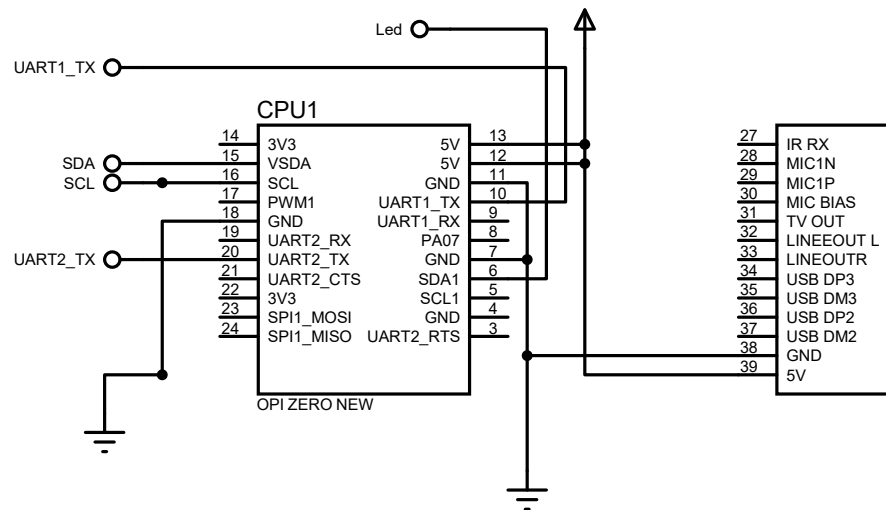 Led
UART1_TX
CPU1
14 3V3 5V 13
SDA 15 VSDA 5V 12
SCL 16 SCL GND 11
17 PWM1 UART1_TX 10
18 GND UART1_RX 9
19 UART2_RX PA07 8
UART2_TX 20 UART2_TX GND 7
21 UART2_CTS SDA1 6
22 3V3 SCL1 5
23 SPI1_MOSI GND 4
24 SPI1_MISO UART2_RTS 3
OPI ZERO NEW
27 IR RX
28 MIC1N
29 MIC1P
30 MIC BIAS
31 TV OUT
32 LINEEOUT L
33 LINEOUTR
34 USB DP3
35 USB DM3
36 USB DP2
37 USB DM2
38 GND
39 5V